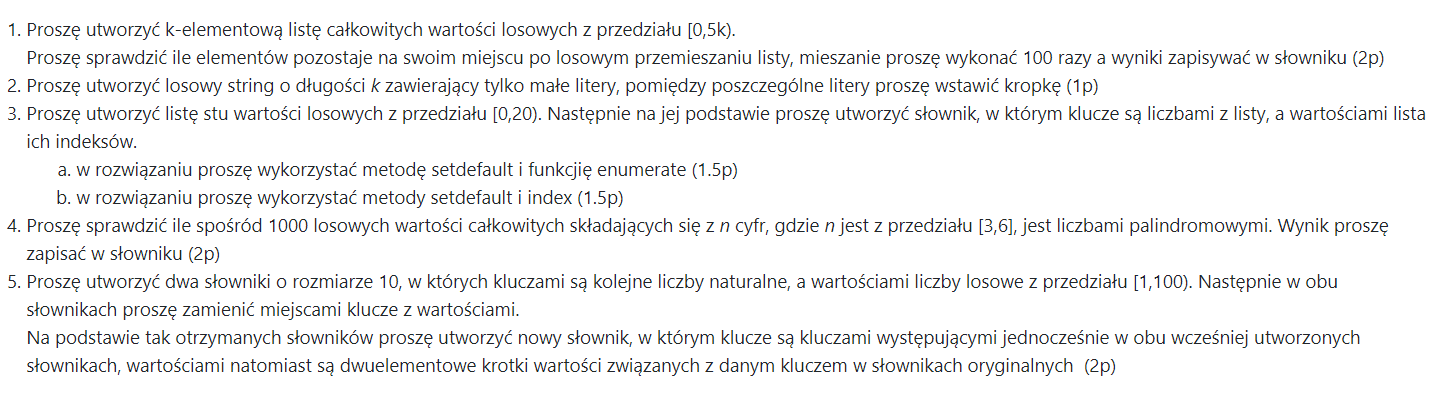 1. Proszę utworzyć k-elementową listę całkowitych wartości losowych z przedziału [0,5k).
Proszę sprawdzić ile elementów pozostaje na swoim miejscu po losowym przemieszaniu listy, mieszanie proszę wykonać 100 razy a wyniki zapisywać w słowniku (2p)
2. Proszę utworzyć losowy string o długości k zawierający tylko małe litery, pomiędzy poszczególne litery proszę wstawić kropkę (1p)
3. Proszę utworzyć listę stu wartości losowych z przedziału [0,20). Następnie na jej podstawie proszę utworzyć słownik, w którym klucze są liczbami z listy, a wartościami lista
ich indeksów.
a. w rozwiązaniu proszę wykorzystać metodę setdefault i funkcjię enumerate (1.5p)
b. w rozwiązaniu proszę wykorzystać metody setdefault i index (1.5p)
4. Proszę sprawdzić ile spośród 1000 losowych wartości całkowitych składających się z n cyfr, gdzie n jest z przedziału [3,6], jest liczbami palindromowymi. Wynik proszę
zapisać w słowniku (2p)
5. Proszę utworzyć dwa słowniki o rozmiarze 10, w których kluczami są kolejne liczby naturalne, a wartościami liczby losowe z przedziału [1,100). Następnie w obu
słownikach proszę zamienić miejscami klucze z wartościami.
Na podstawie tak otrzymanych słowników proszę utworzyć nowy słownik, w którym klucze są kluczami występującymi jednocześnie w obu wcześniej utworzonych
słownikach, wartościami natomiast są dwuelementowe krotki wartości związanych z danym kluczem w słownikach oryginalnych (2p)